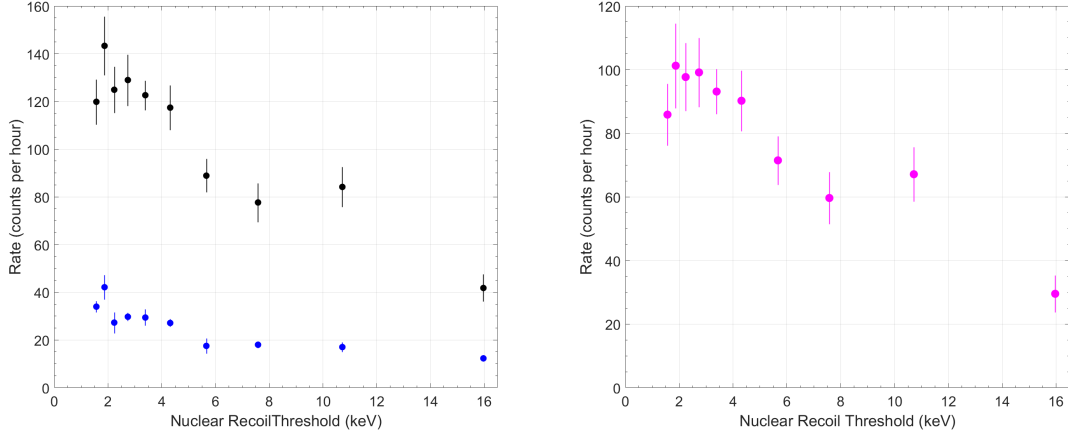 160
140
120
100
80
60
40
20
0
Rate (counts per hour)
0 2 4 6 8 10 12 14 16
Nuclear RecoilThreshold (keV)
120
100
80
60
40
20
0
Rate (counts per hour)
0 2 4 6 8 10 12 14 16
Nuclear Recoil Threshold (keV)